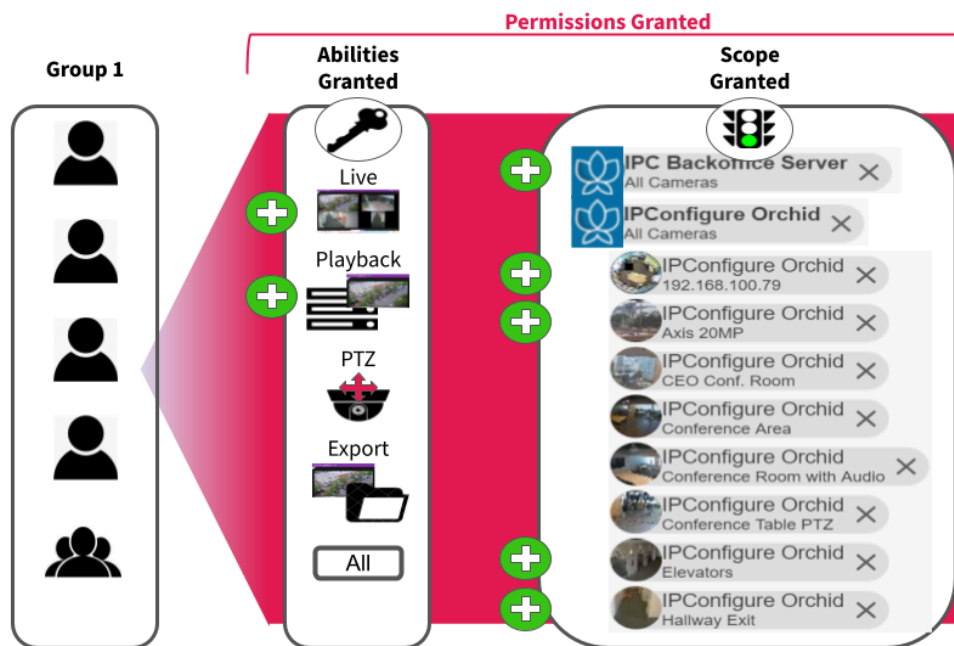 Permissions Granted
Group 1
Abilities
Granted
Scope
Granted
Live
Playback
PTZ
Export
All
IPC Backoffice Server
All Cameras
IPConfigure Orchid
All Cameras
IPConfigure Orchid
192.168.100.79
IPConfigure Orchid
Axis 20MP
IPConfigure Orchid
CEO Conf. Room
IPConfigure Orchid
Conference Area
IPConfigure Orchid
Conference Room with Audio
IPConfigure Orchid
Conference Table PTZ
IPConfigure Orchid
Elevators
IPConfigure Orchid
Hallway Exit